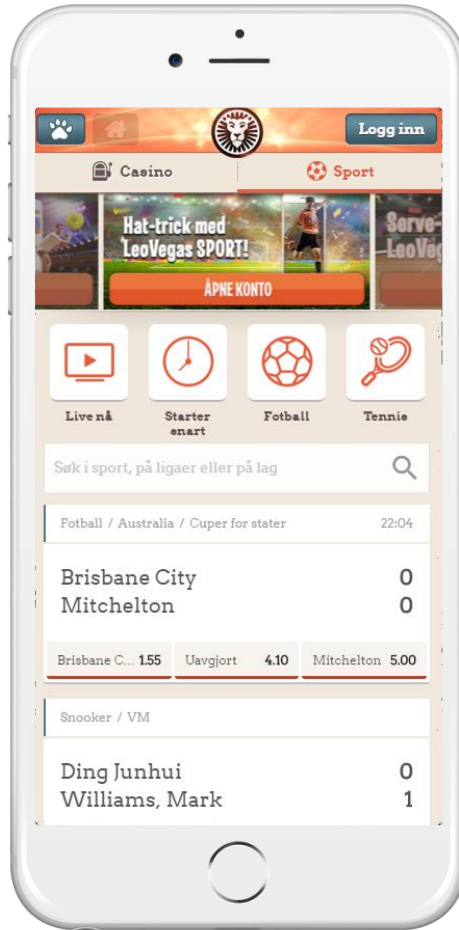 Logg inn
Casino
Sport
Hat-trick med
LeoVegas SPORT!
ÅPNE KONTO
Serve-
LeoVeg
Live nå
Starter
snart
Fotball
Tennis
Søk i sport, på ligaer eller på lag
Fotball / Australia / Cuper for stater 22:04
Brisbane City 0
Mitchelton 0
Brisbane C... 1.55 Uavgjort 4.10 Mitchelton 5.00
Snooker / VM
Ding Junhui 0
Williams, Mark 1